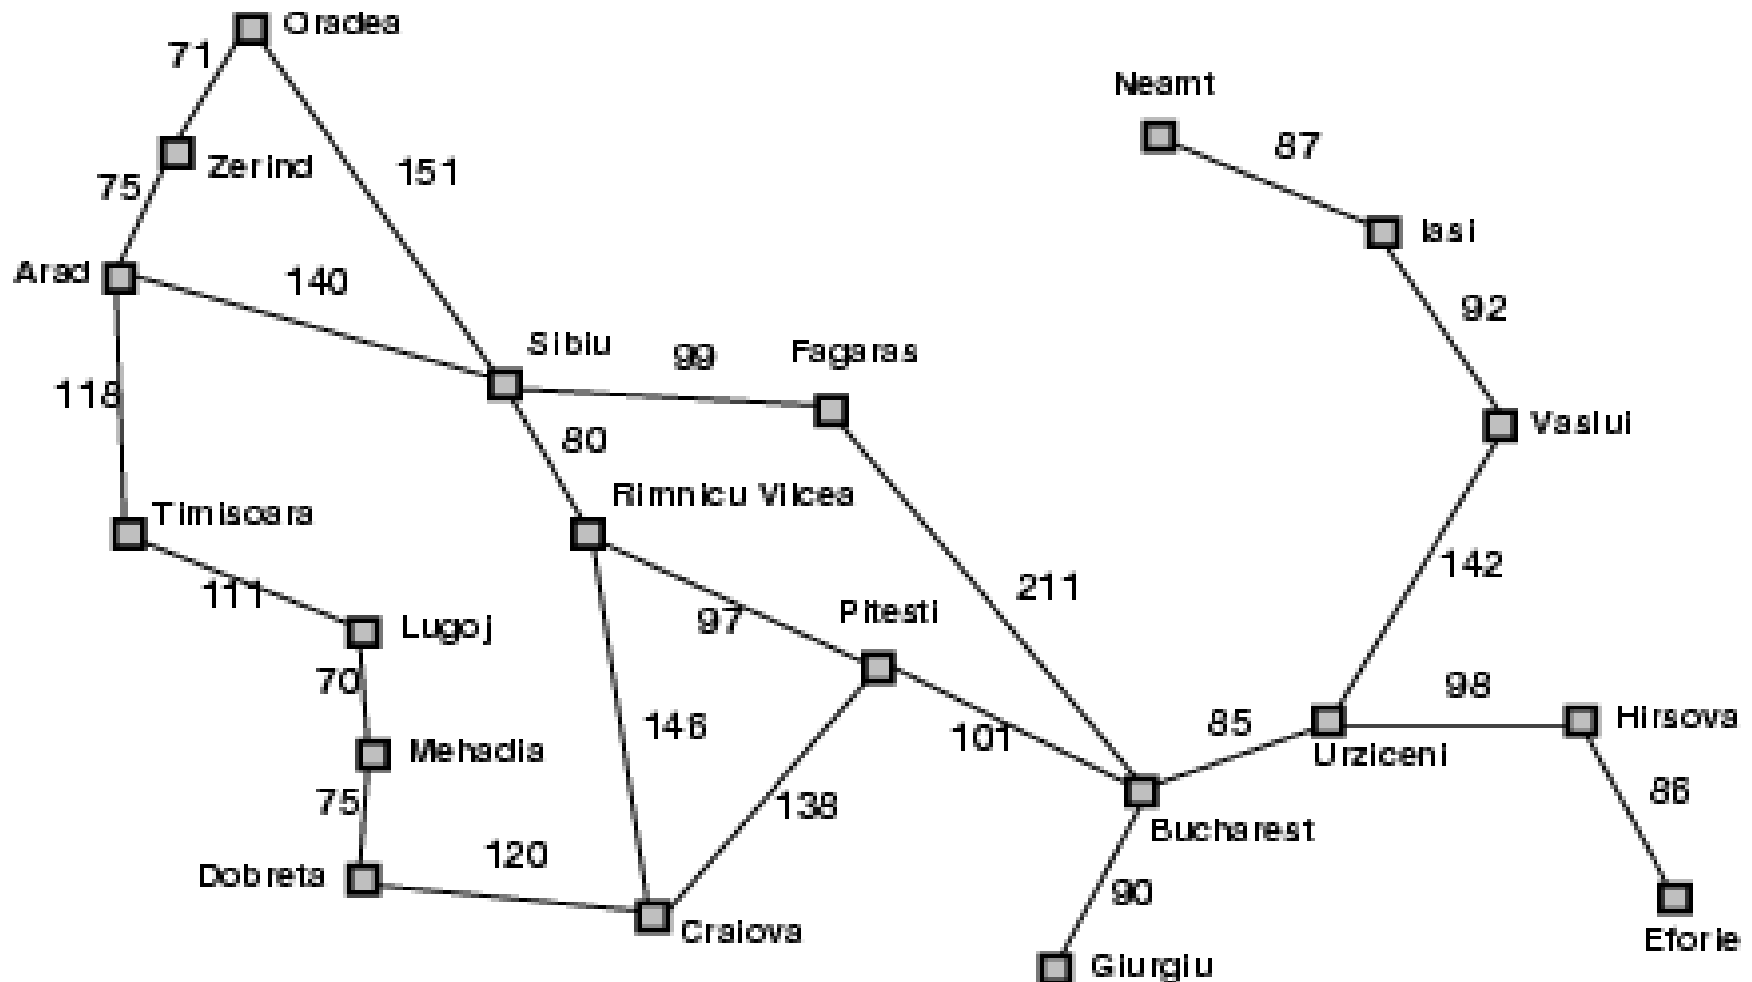 Oradea
71
Neamt
87
Zerind
151
75
Iasi
Arad
140
92
Sibiu
99
Fagaras
118
Vaslui
80
Rimnicu Vilcea
Timisoara
142
211
111
97
Pitesti
Lugoj
70
98
146
85
Hirsova
101
Mehadia
Urziceni
75
138
86
Bucharest
120
Dobreta
90
Craiova
Eforie
Giurgiu